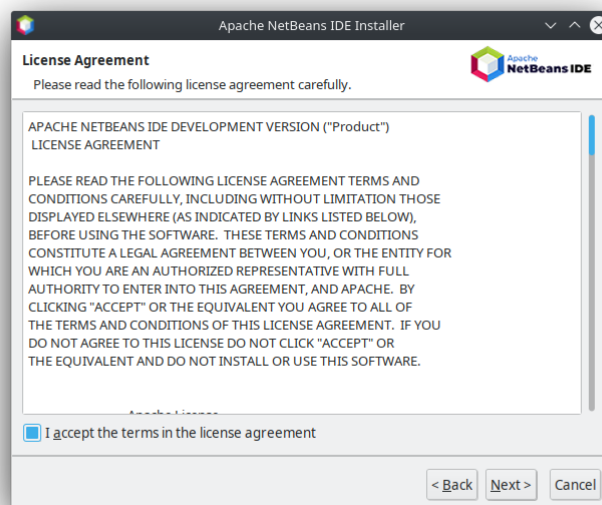 Apache NetBeans IDE Installer
License Agreement
Please read the following license agreement carefully.
Apache
NetBeans IDE
APACHE NETBEANS IDE DEVELOPMENT VERSION ("Product")
LICENSE AGREEMENT
PLEASE READ THE FOLLOWING LICENSE AGREEMENT TERMS AND
CONDITIONS CAREFULLY, INCLUDING WITHOUT LIMITATION THOSE
DISPLAYED ELSEWHERE (AS INDICATED BY LINKS LISTED BELOW),
BEFORE USING THE SOFTWARE.  THESE TERMS AND CONDITIONS
CONSTITUTE A LEGAL AGREEMENT BETWEEN YOU, OR THE ENTITY FOR
WHICH YOU ARE AN AUTHORIZED REPRESENTATIVE WITH FULL
AUTHORITY TO ENTER INTO THIS AGREEMENT, AND APACHE.  BY
CLICKING "ACCEPT" OR THE EQUIVALENT YOU AGREE TO ALL OF
THE TERMS AND CONDITIONS OF THIS LICENSE AGREEMENT.  IF YOU
DO NOT AGREE TO THIS LICENSE DO NOT CLICK "ACCEPT" OR
THE EQUIVALENT AND DO NOT INSTALL OR USE THIS SOFTWARE.
Apache License
I accept the terms in the license agreement
< Back Next > Cancel